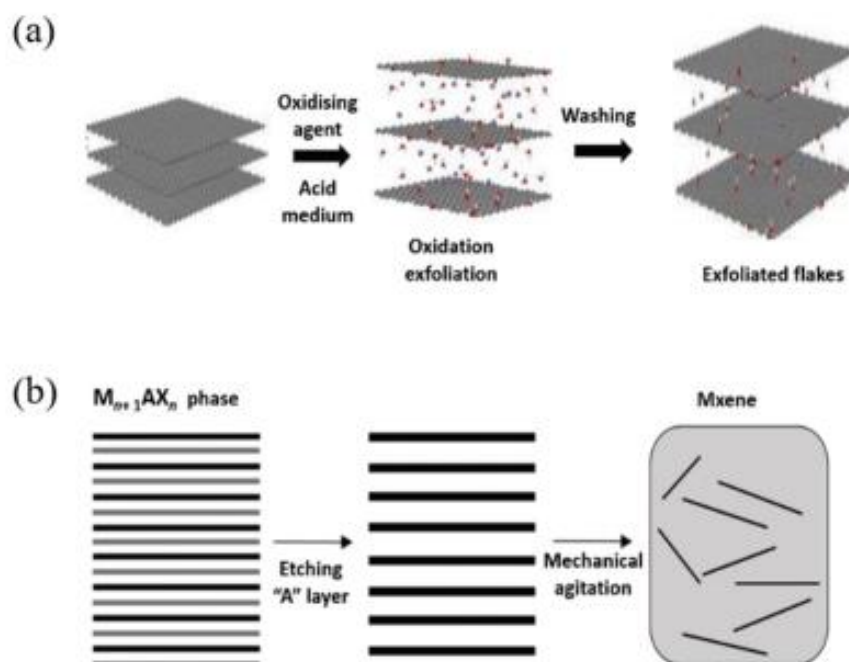 (a)
Oxidising
agent
Acid
medium
Oxidation
exfoliation
Washing
Exfoliated flakes
(b)
Mn+1AXn phase
Etching
“A” layer
Mechanical
agitation
Mxene